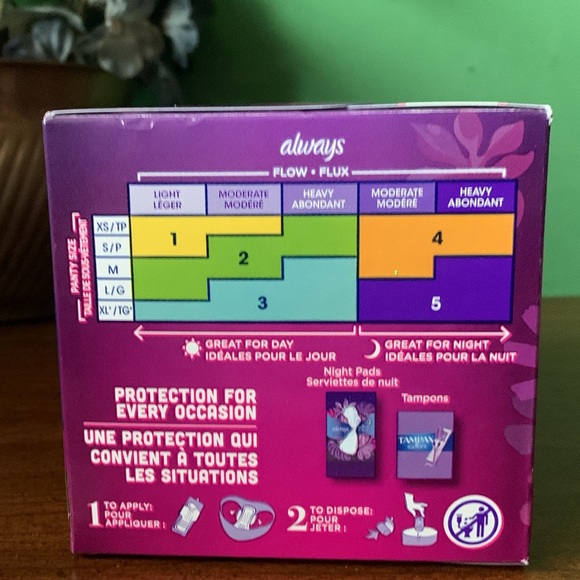 always
FLOW • FLUX
LIGHT
LÉGER
MODERATE
MODÉRÉ
HEAVY
ABONDANT
MODERATE
MODÉRÉ
HEAVY
ABONDANT
PANTY SIZE
TAILLE DE SOUS-VÊTEMENT
XS/TP
S/P
M
L/G
XL*/TG*
1
2
3
4
5
GREAT FOR DAY
IDÉALES POUR LE JOUR
GREAT FOR NIGHT
IDÉALES POUR LA NUIT
PROTECTION FOR
EVERY OCCASION
UNE PROTECTION QUI
CONVIENT À TOUTES
LES SITUATIONS
Night Pads
Serviettes de nuit
always
Tampons
TAMPAX
1 TO APPLY:
POUR
APPLIQUER :
2 TO DISPOSE:
POUR
JETER :